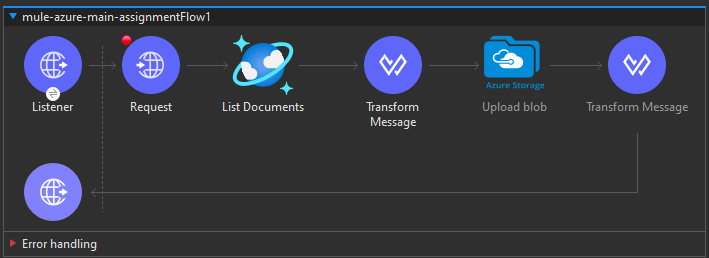 mule-azure-main-assignmentFlow1
Listener
Request
List Documents
Transform
Message
Azure Storage
Upload blob
Transform Message
Error handling